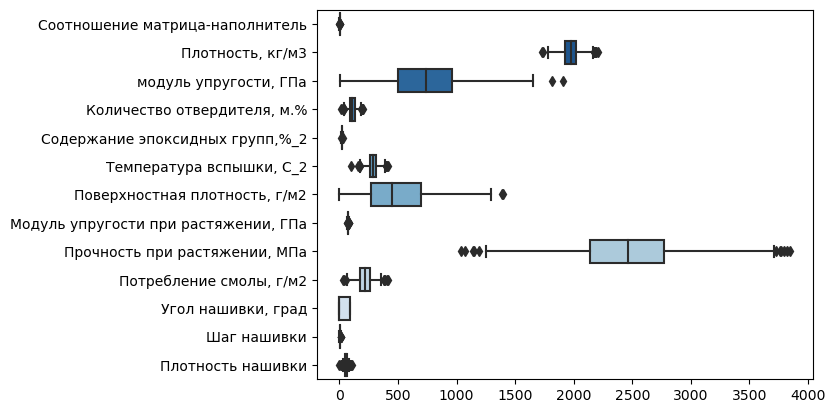 Соотношение матрица-наполнитель
Плотность, кг/м3
модуль упругости, ГПа
Количество отвердителя, м.%
Содержание эпоксидных групп,%_2
Температура вспышки, С_2
Поверхностная плотность, г/м2
Модуль упругости при растяжении, ГПа
Прочность при растяжении, МПа
Потребление смолы, г/м2
Угол нашивки, град
Шаг нашивки
Плотность нашивки
0 500 1000 1500 2000 2500 3000 3500 4000